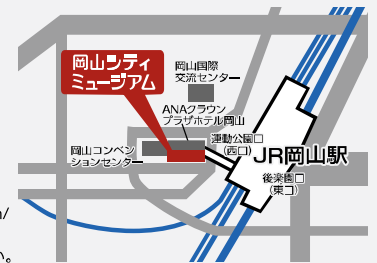 岡山シティ
ミュージアム
岡山国際
交流センター
ANAクラウン
プラザホテル岡山
運動公園口
(西口)
岡山コンベン
ションセンター
JR岡山駅
後楽園口
(東口)
n/
い。